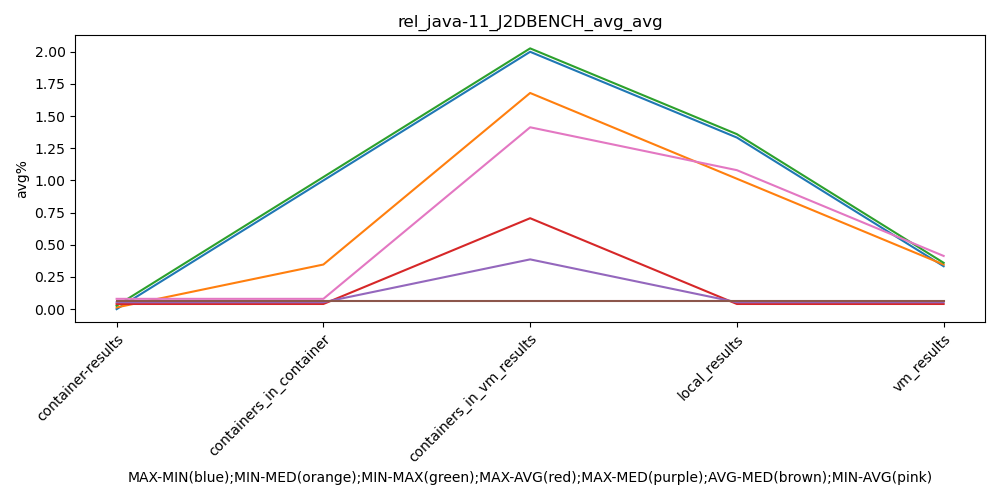 rel_java-11_J2DBENCH_avg_avg
avg%
2.00
1.75
1.50
1.25
1.00
0.75
0.50
0.25
0.00
container-results
containers_in_container
containers_in_vm_results
local_results
vm_results
MAX-MIN(blue);MIN-MED(orange);MIN-MAX(green);MAX-AVG(red);MAX-MED(purple);AVG-MED(brown);MIN-AVG(pink)